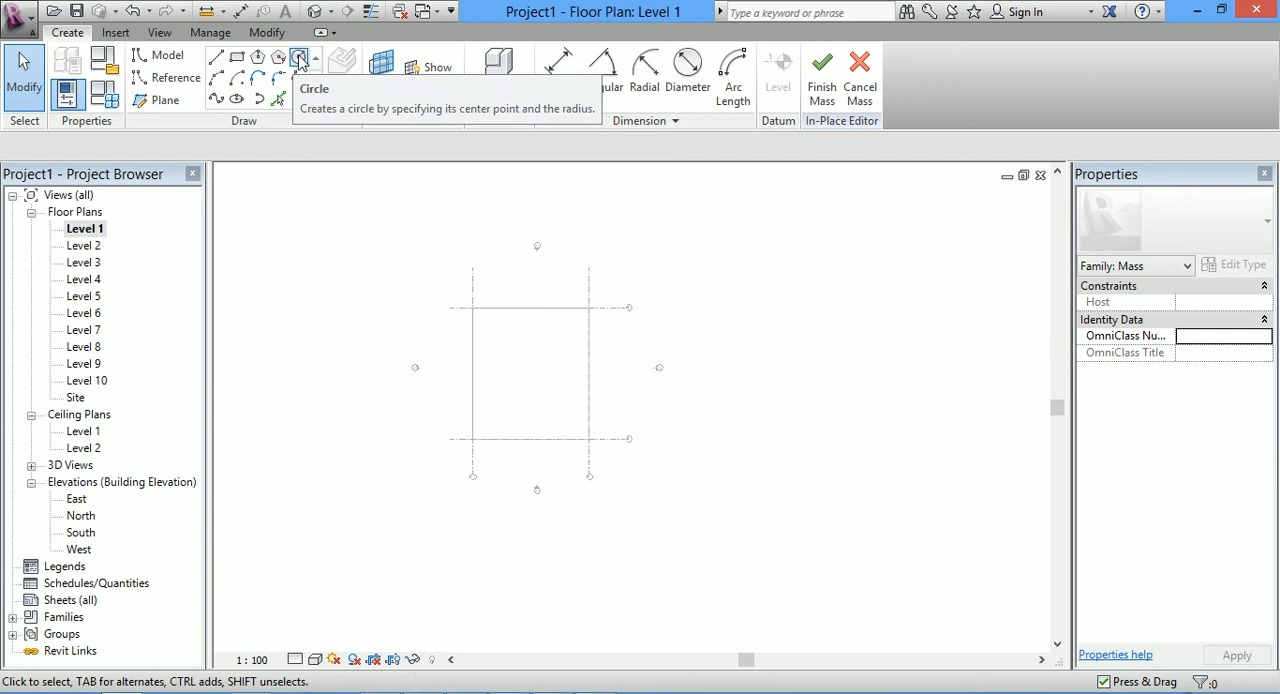 Project1 - Floor Plan: Level 1
Type a keyword or phrase
Sign In
Create
Insert
View
Manage
Modify
Modify
Model
Reference
Plane
Show
Radial
Diameter
Arc
Length
Level
Finish
Mass
Cancel
Mass
Circle
Creates a circle by specifying its center point and the radius.
Select
Properties
Draw
Dimension
Datum
In-Place Editor
Project1 - Project Browser
Views (all)
Floor Plans
Level 1
Level 2
Level 3
Level 4
Level 5
Level 6
Level 7
Level 8
Level 9
Level 10
Site
Ceiling Plans
Level 1
Level 2
3D Views
Elevations (Building Elevation)
East
North
South
West
Legends
Schedules/Quantities
Sheets (all)
Families
Groups
Revit Links
Properties
Family: Mass
Edit Type
Constraints
Host
Identity Data
OmniClass Nu...
OmniClass Title
Properties help
Apply
1 : 100
Click to select, TAB for alternates, CTRL adds, SHIFT unselects.
Press & Drag
:0